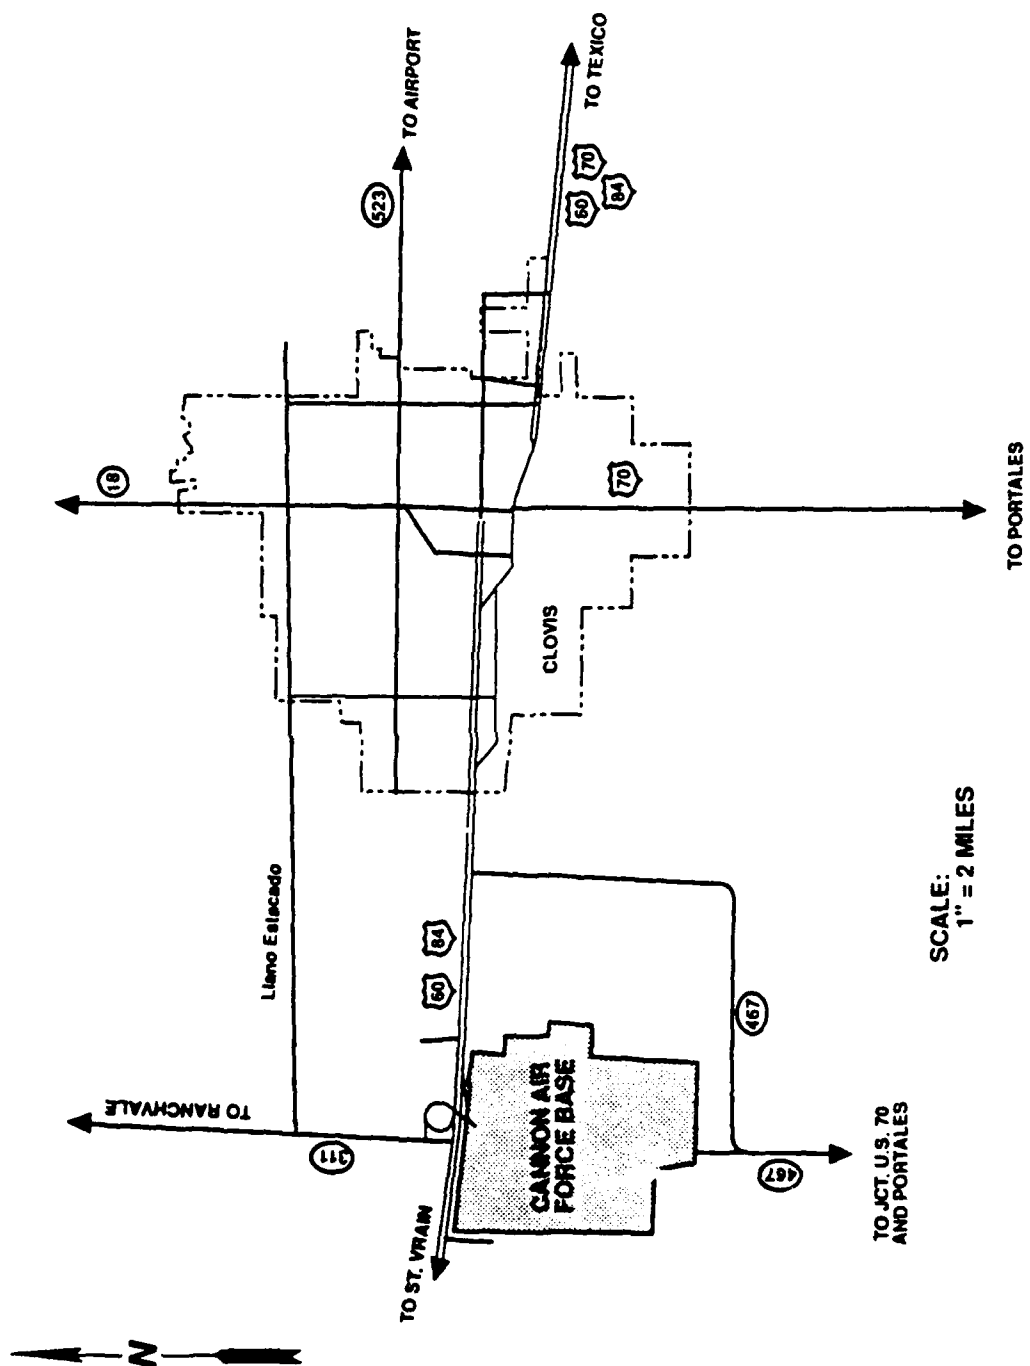 N
TO AIRPORT
TO TEXICO
523
60
70
84
18
70
TO PORTALES
CLOVIS
Llano Estacado
60
84
TO RANCHVALE
311
TO ST. VRAIN
CANNON AIR
FORCE BASE
467
467
TO JCT. U.S. 70
AND PORTALES
SCALE:
1" = 2 MILES